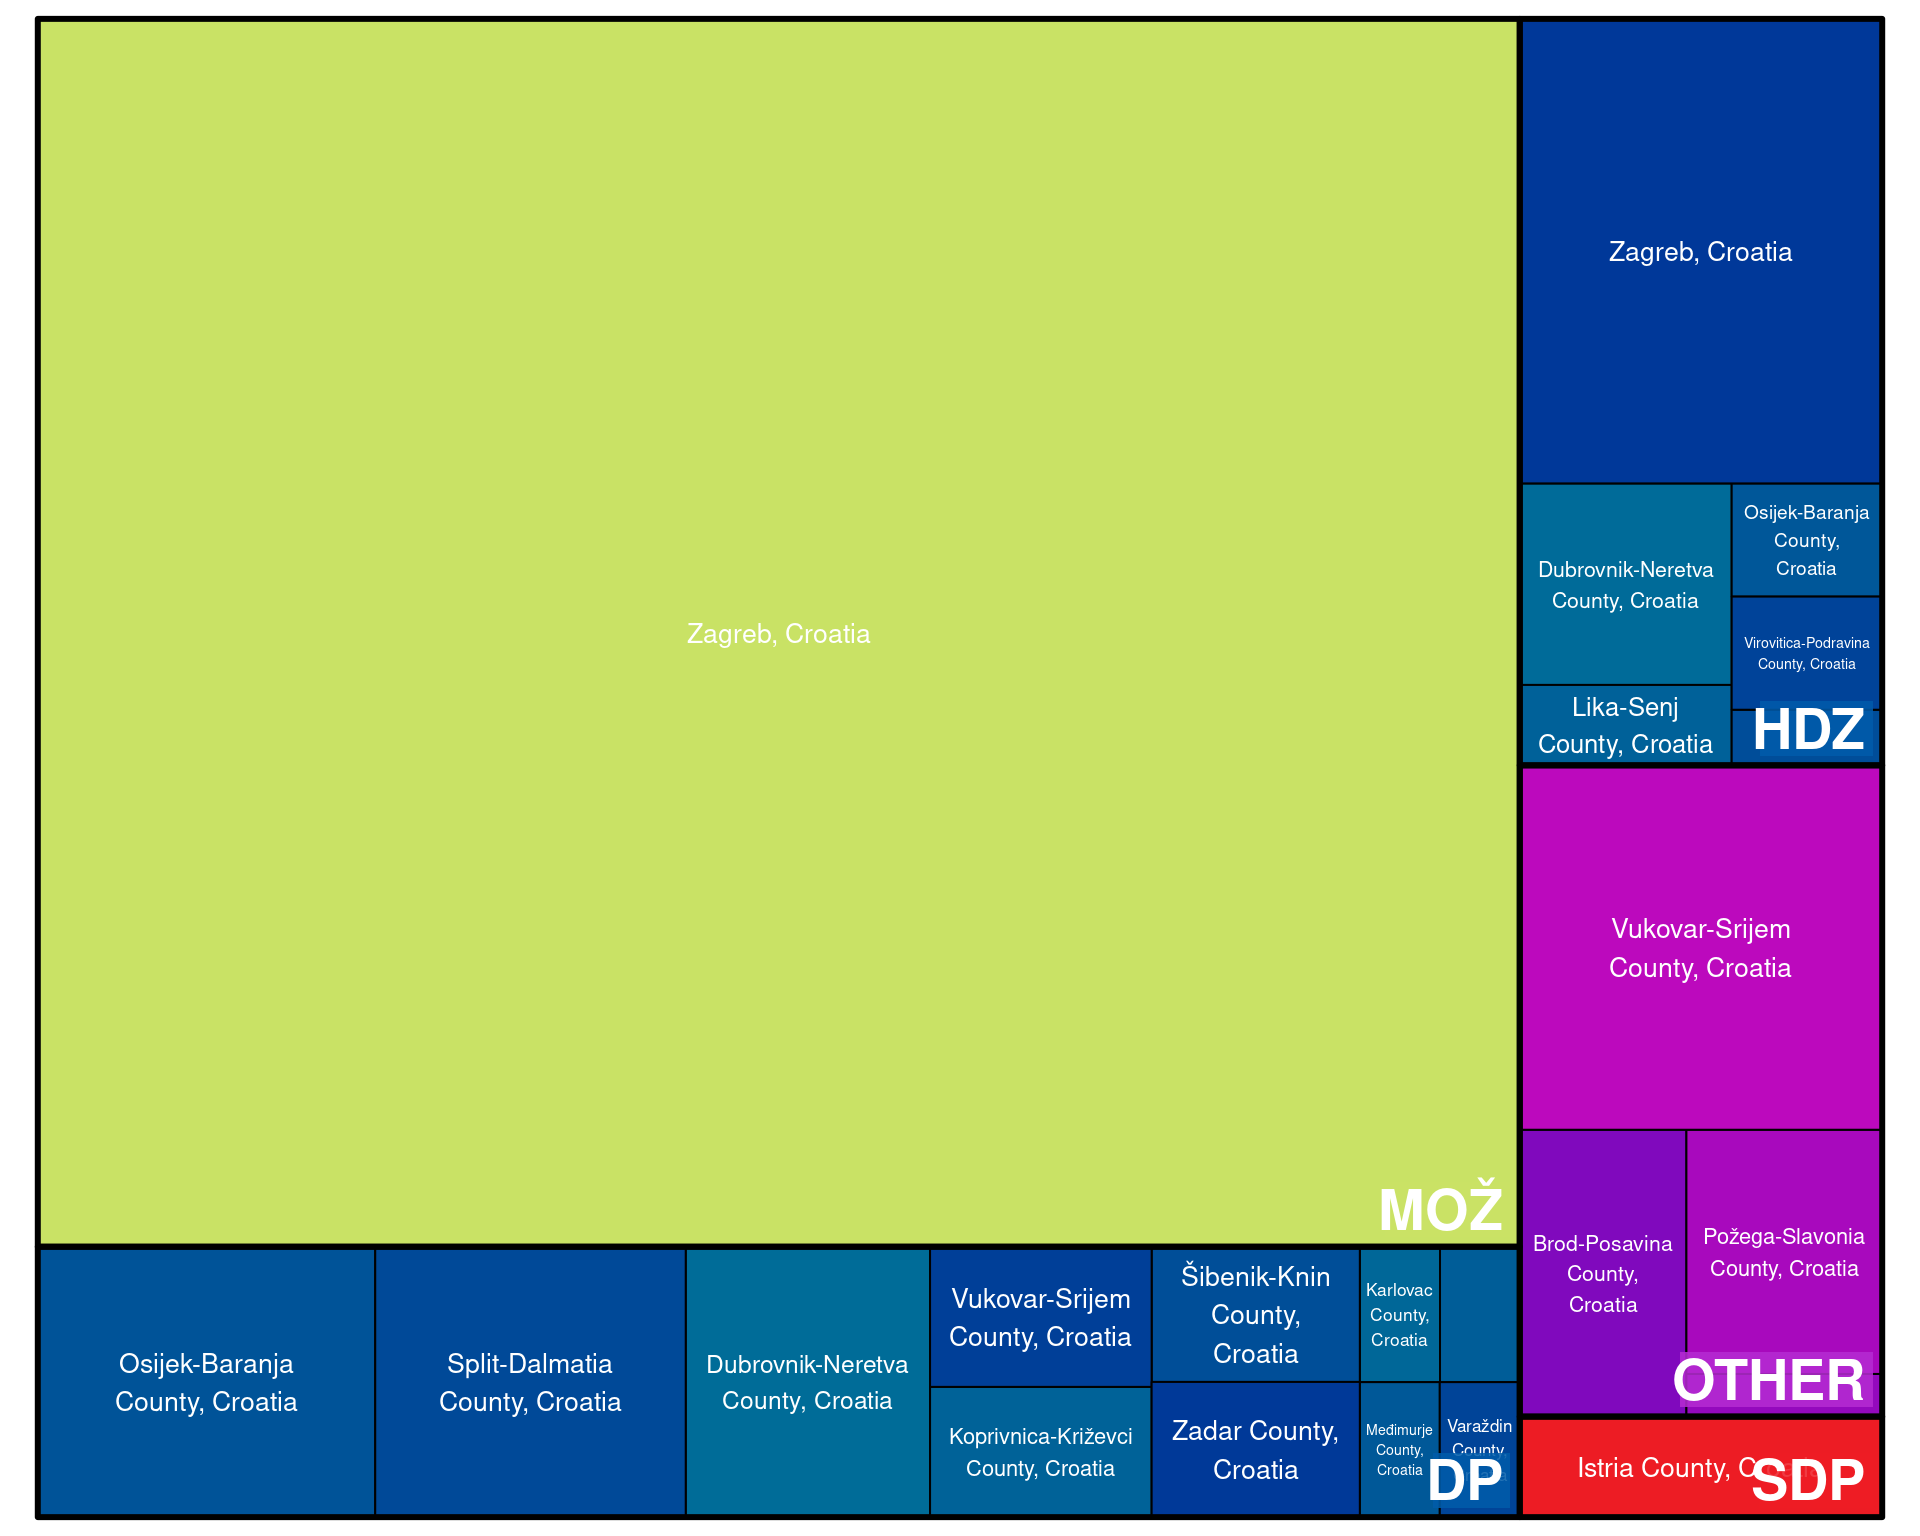 Zagreb, Croatia
MOŽ
Zagreb, Croatia
Dubrovnik-Neretva
County, Croatia
Osijek-Baranja
County,
Croatia
Virovitica-Podravina
County, Croatia
Lika-Senj
County, Croatia
HDZ
Vukovar-Srijem
County, Croatia
Brod-Posavina
County,
Croatia
Požega-Slavonia
County, Croatia
OTHER
Osijek-Baranja
County, Croatia
Split-Dalmatia
County, Croatia
Dubrovnik-Neretva
County, Croatia
Vukovar-Srijem
County, Croatia
Koprivnica-Križevci
County, Croatia
Šibenik-Knin
County,
Croatia
Zadar County,
Croatia
Karlovac
County,
Croatia
Međimurje
County,
Croatia
Varaždin
County,
DP
Istria County,
SDP